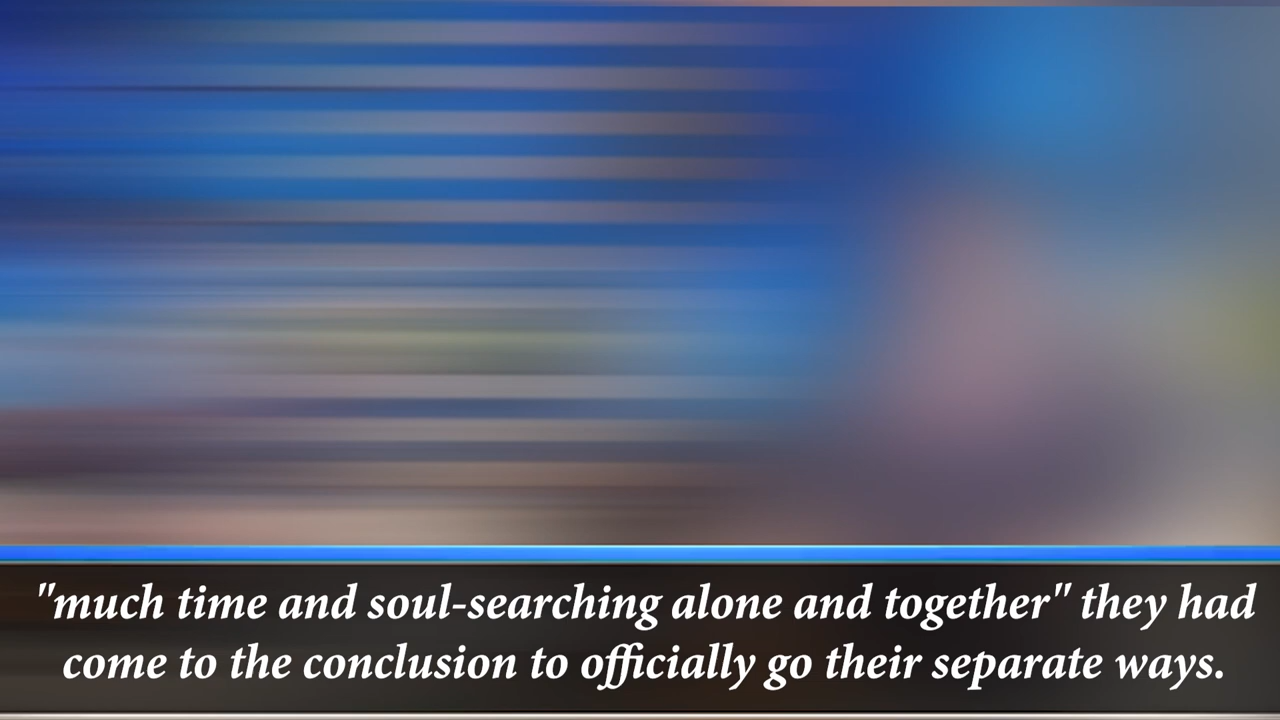 "much time and soul-searching alone and together" they had
come to the conclusion to officially go their separate ways.